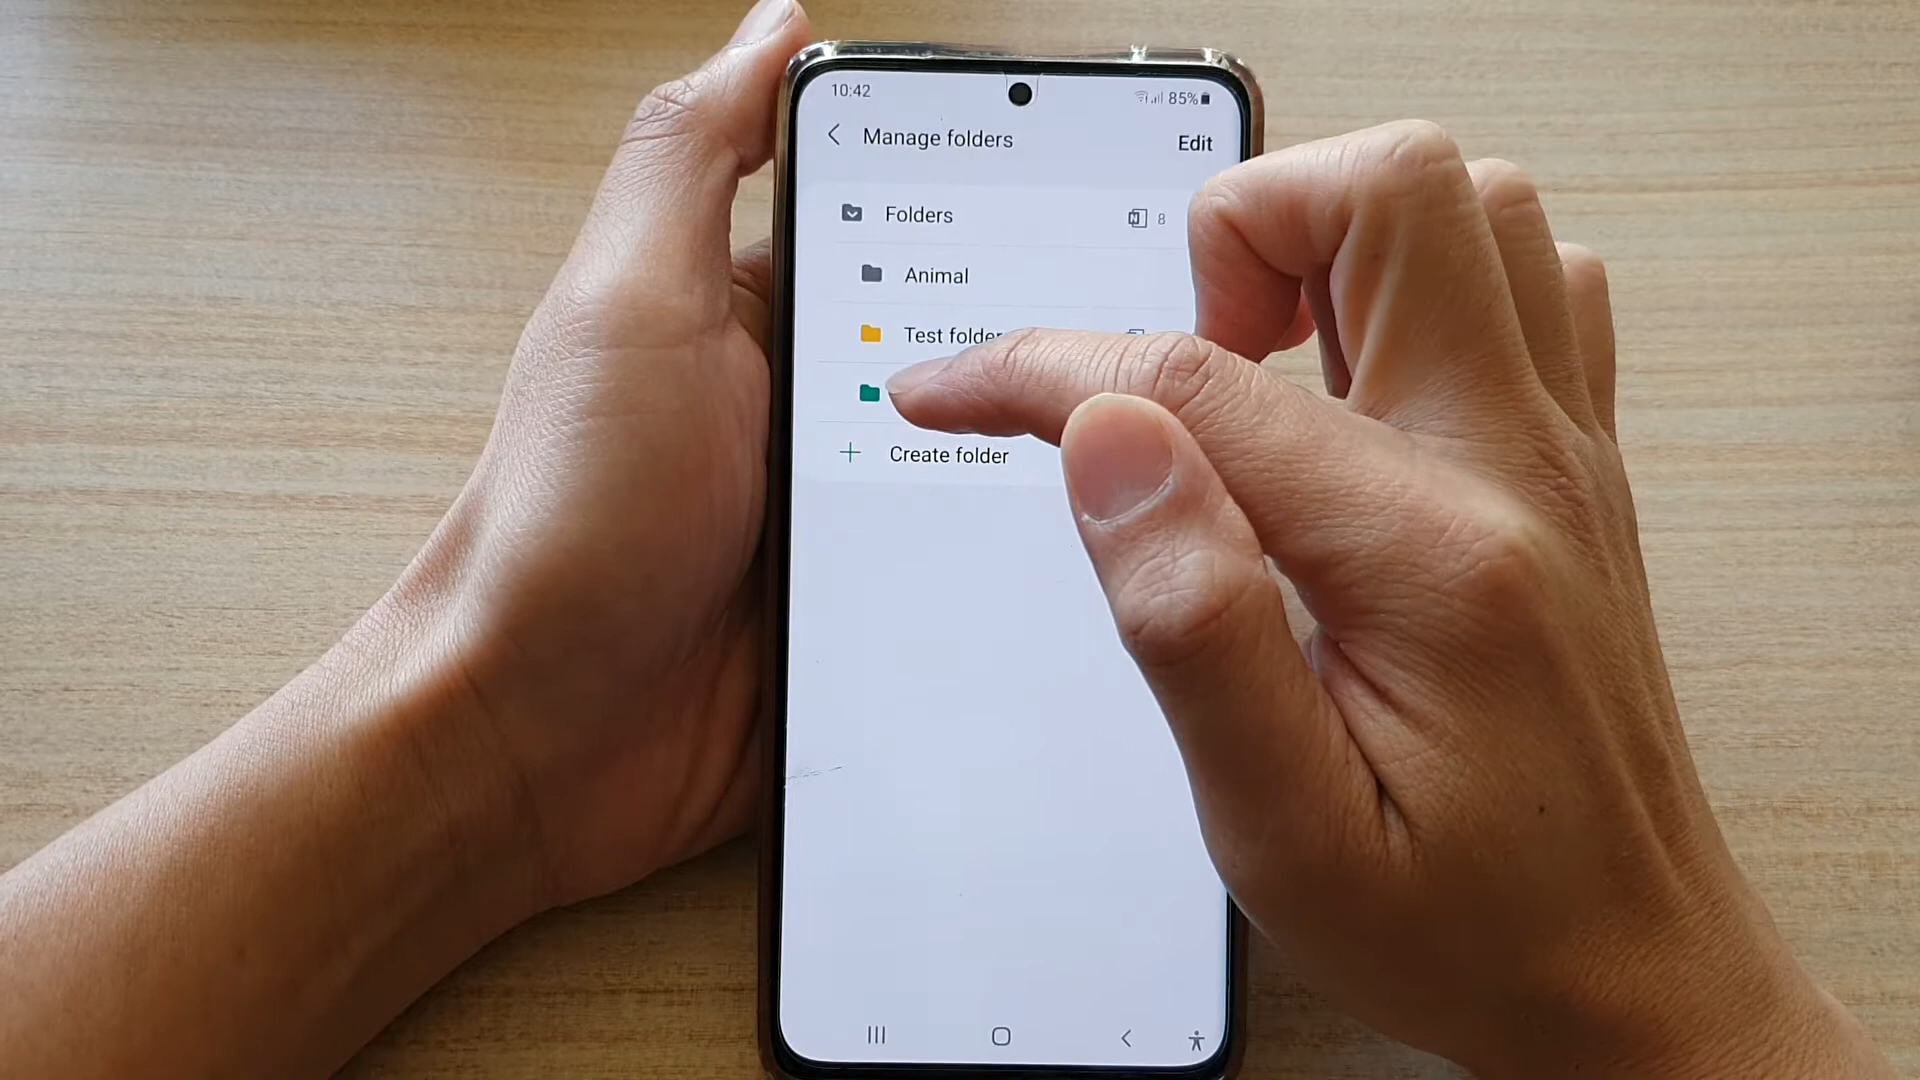 10:42
85%
Manage folders
Edit
Folders
8
Animal
Test folder
Create folder